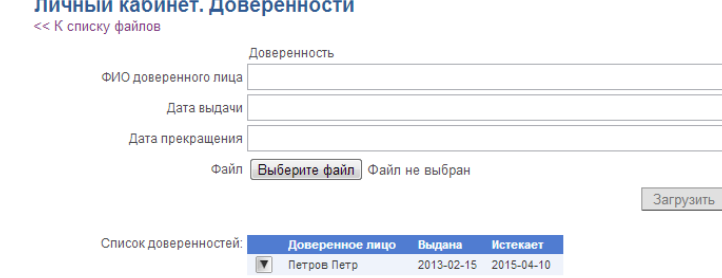 Личный кабинет. Доверенности
<< К списку файлов
Доверенность
ФИО доверенного лица
Дата выдачи
Дата прекращения
Файл Выберите файл Файл не выбран
Загрузить
Список доверенностей: Доверенное лицо Выдана Истекает
Петров Петр 2013-02-15 2015-04-10